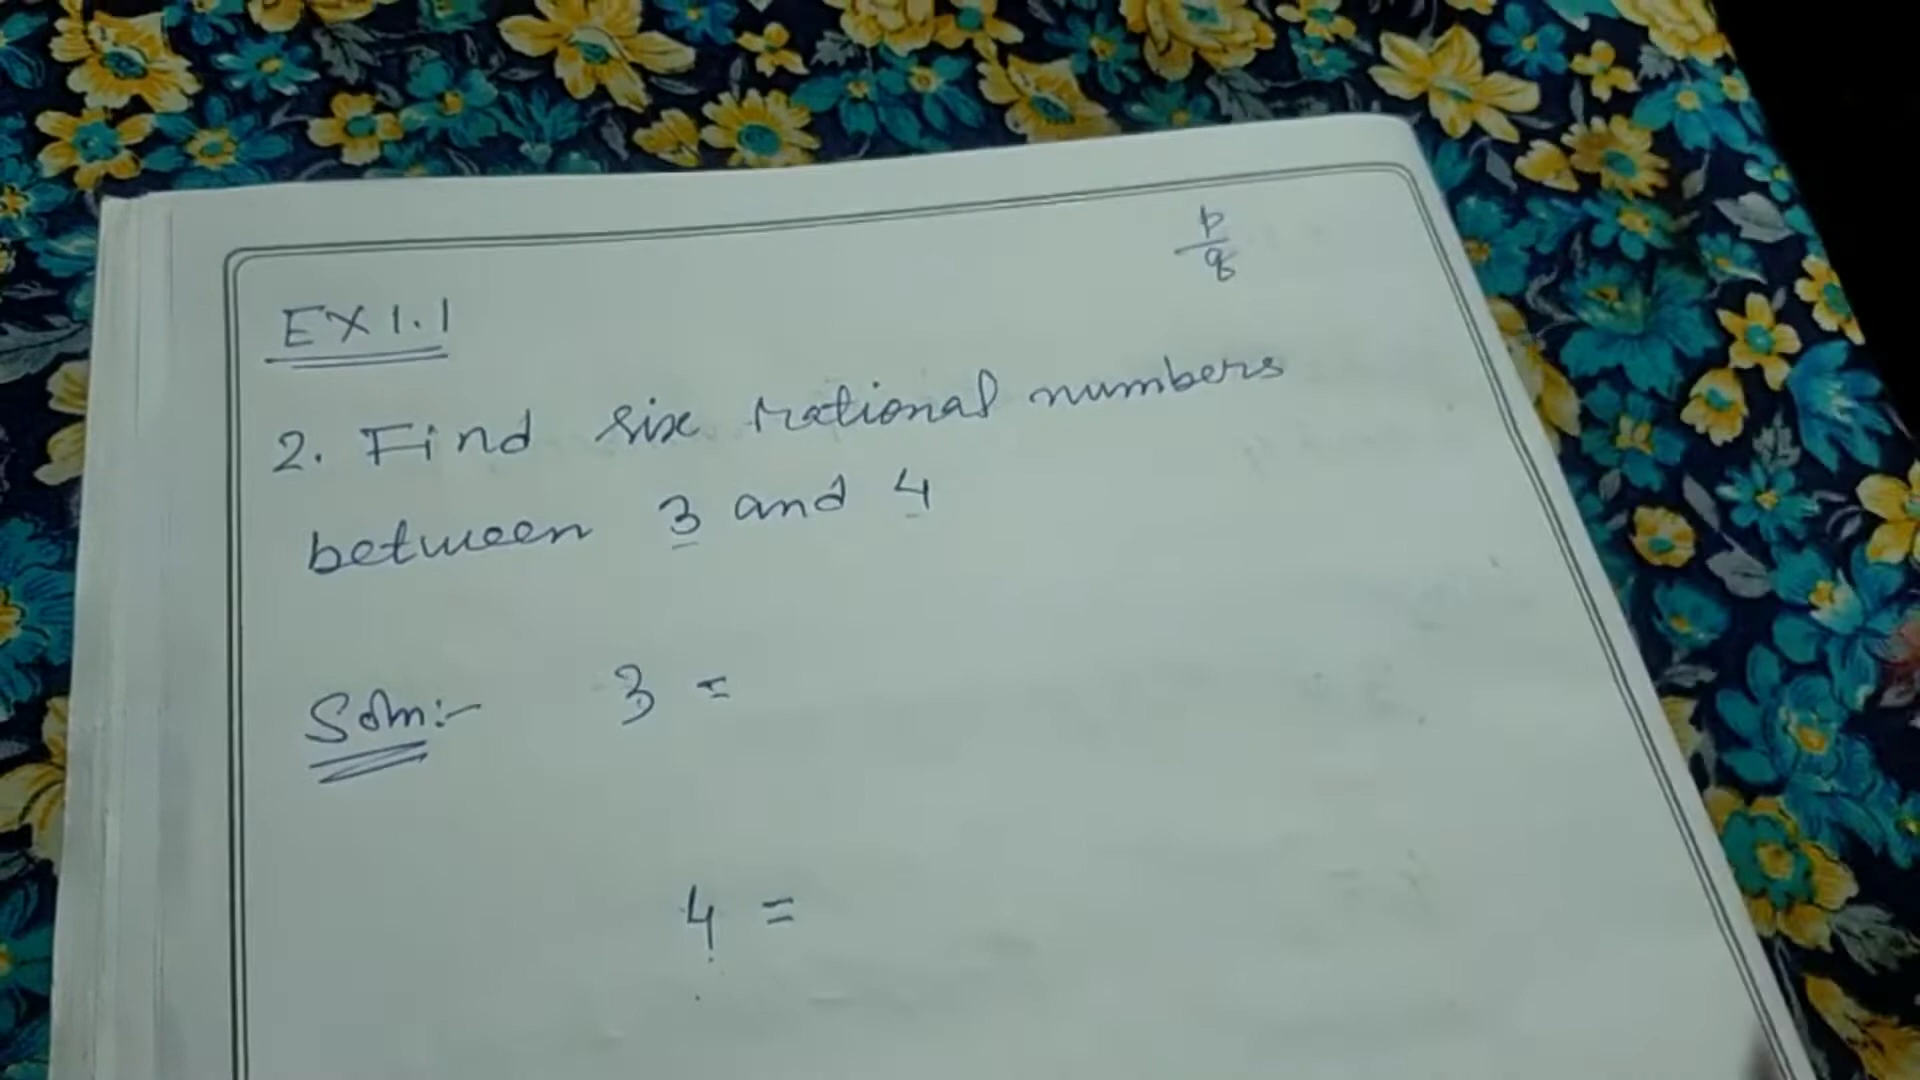 p
q
EX 1.1
2. Find six rational numbers
between 3 and 4
Soln:- 3 =
4 =